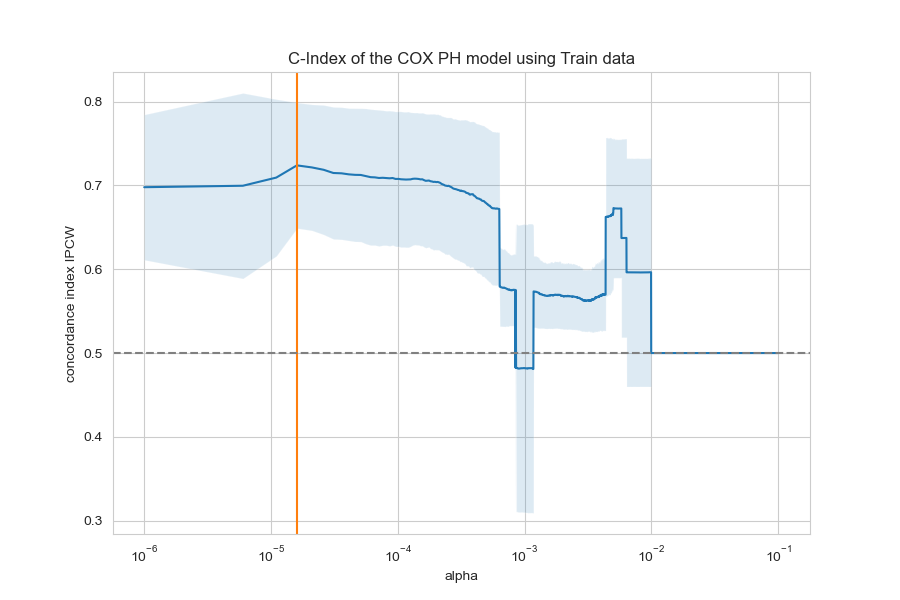 C-Index of the COX PH model using Train data
concordance index IPCW
0.8
0.7
0.6
0.5
0.4
0.3
10⁻⁶ 10⁻⁵ 10⁻⁴ 10⁻³ 10⁻² 10⁻¹
alpha